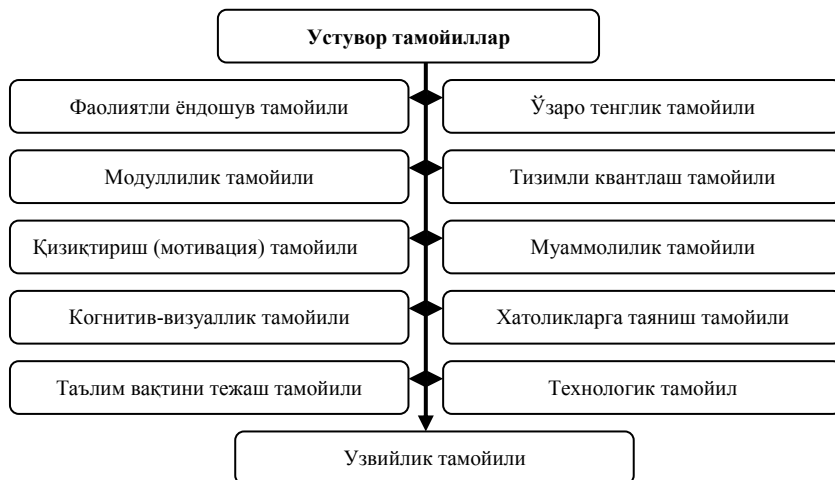 Устувор тамойиллар
Фаолиятли ёндошув тамойили
Ўзаро тенглик тамойили
Модуллилик тамойили
Тизимли квантлаш тамойили
Қизиқтириш (мотивация) тамойили
Муаммолилик тамойили
Когнитив-визуаллик тамойили
Хатоликларга таяниш тамойили
Таълим вақтини тежаш тамойили
Технологик тамойил
Узвийлик тамойили